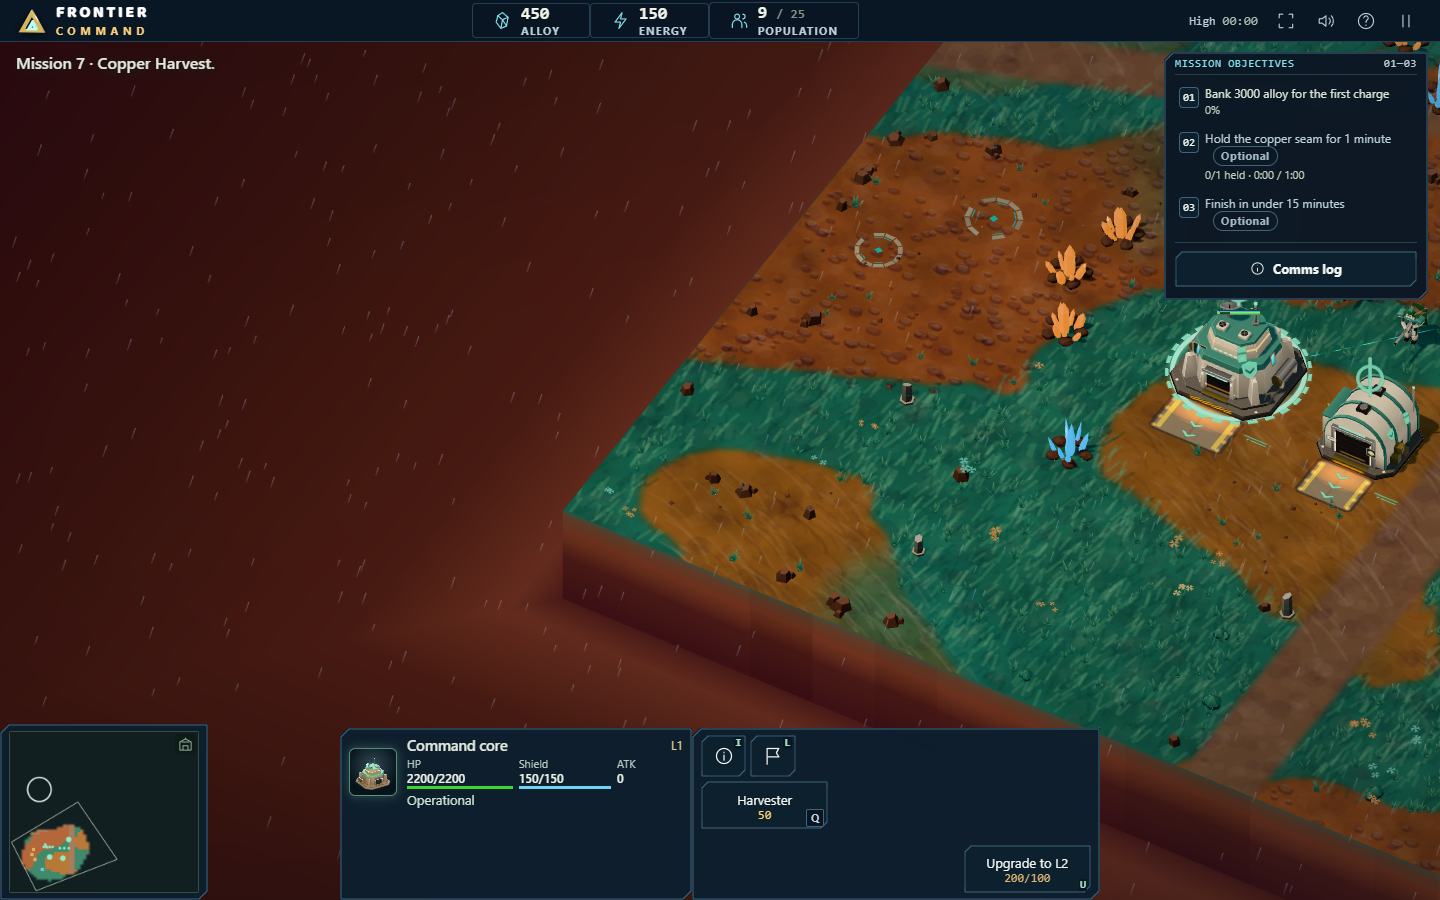 FRONTIER
COMMAND
450
ALLOY
150
ENERGY
9 / 25
POPULATION
High 00:00
Mission 7 · Copper Harvest.
MISSION OBJECTIVES 01—03
01 Bank 3000 alloy for the first charge
0%
02 Hold the copper seam for 1 minute
Optional
0/1 held · 0:00 / 1:00
03 Finish in under 15 minutes
Optional
Comms log
Command core L1
HP Shield ATK
2200/2200 150/150 0
Operational
I L
Harvester
50
Q
Upgrade to L2
200/100
U